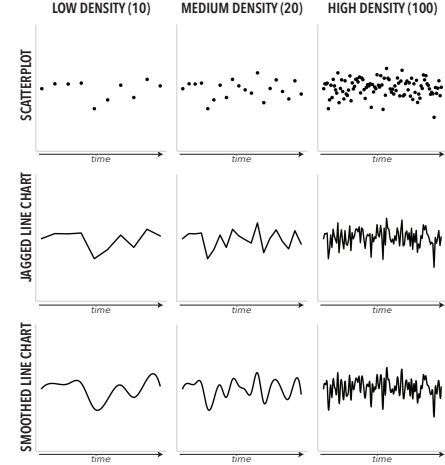 LOW DENSITY (10) MEDIUM DENSITY (20) HIGH DENSITY (100)
SCATTERPLOT
time time time
JAGGED LINE CHART
time time time
SMOOTHED LINE CHART
time time time